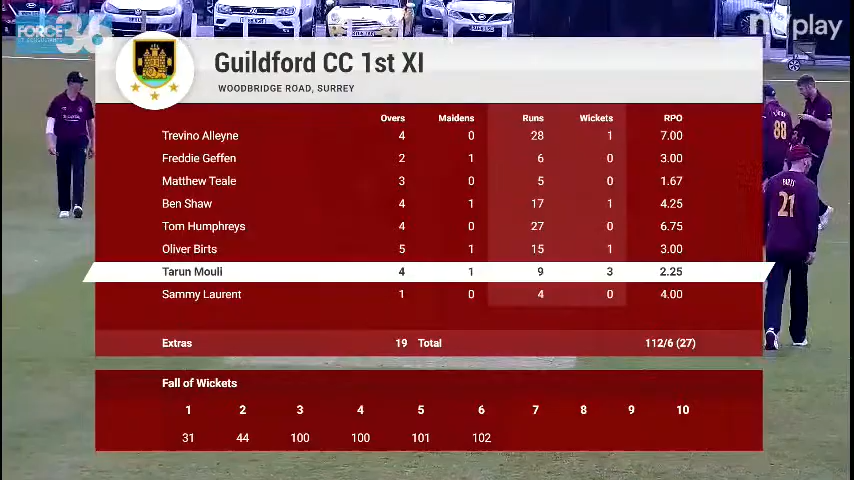 FORCE 36
nvplay
Guildford CC 1st XI
WOODBRIDGE ROAD, SURREY
Overs Maidens Runs Wickets RPO
Trevino Alleyne 4 0 28 1 7.00
Freddie Geffen 2 1 6 0 3.00
Matthew Teale 3 0 5 0 1.67
Ben Shaw 4 1 17 1 4.25
Tom Humphreys 4 0 27 0 6.75
Oliver Birts 5 1 15 1 3.00
Tarun Mouli 4 1 9 3 2.25
Sammy Laurent 1 0 4 0 4.00
Extras 19 Total 112/6 (27)
Fall of Wickets
1 2 3 4 5 6 7 8 9 10
31 44 100 100 101 102
88
21